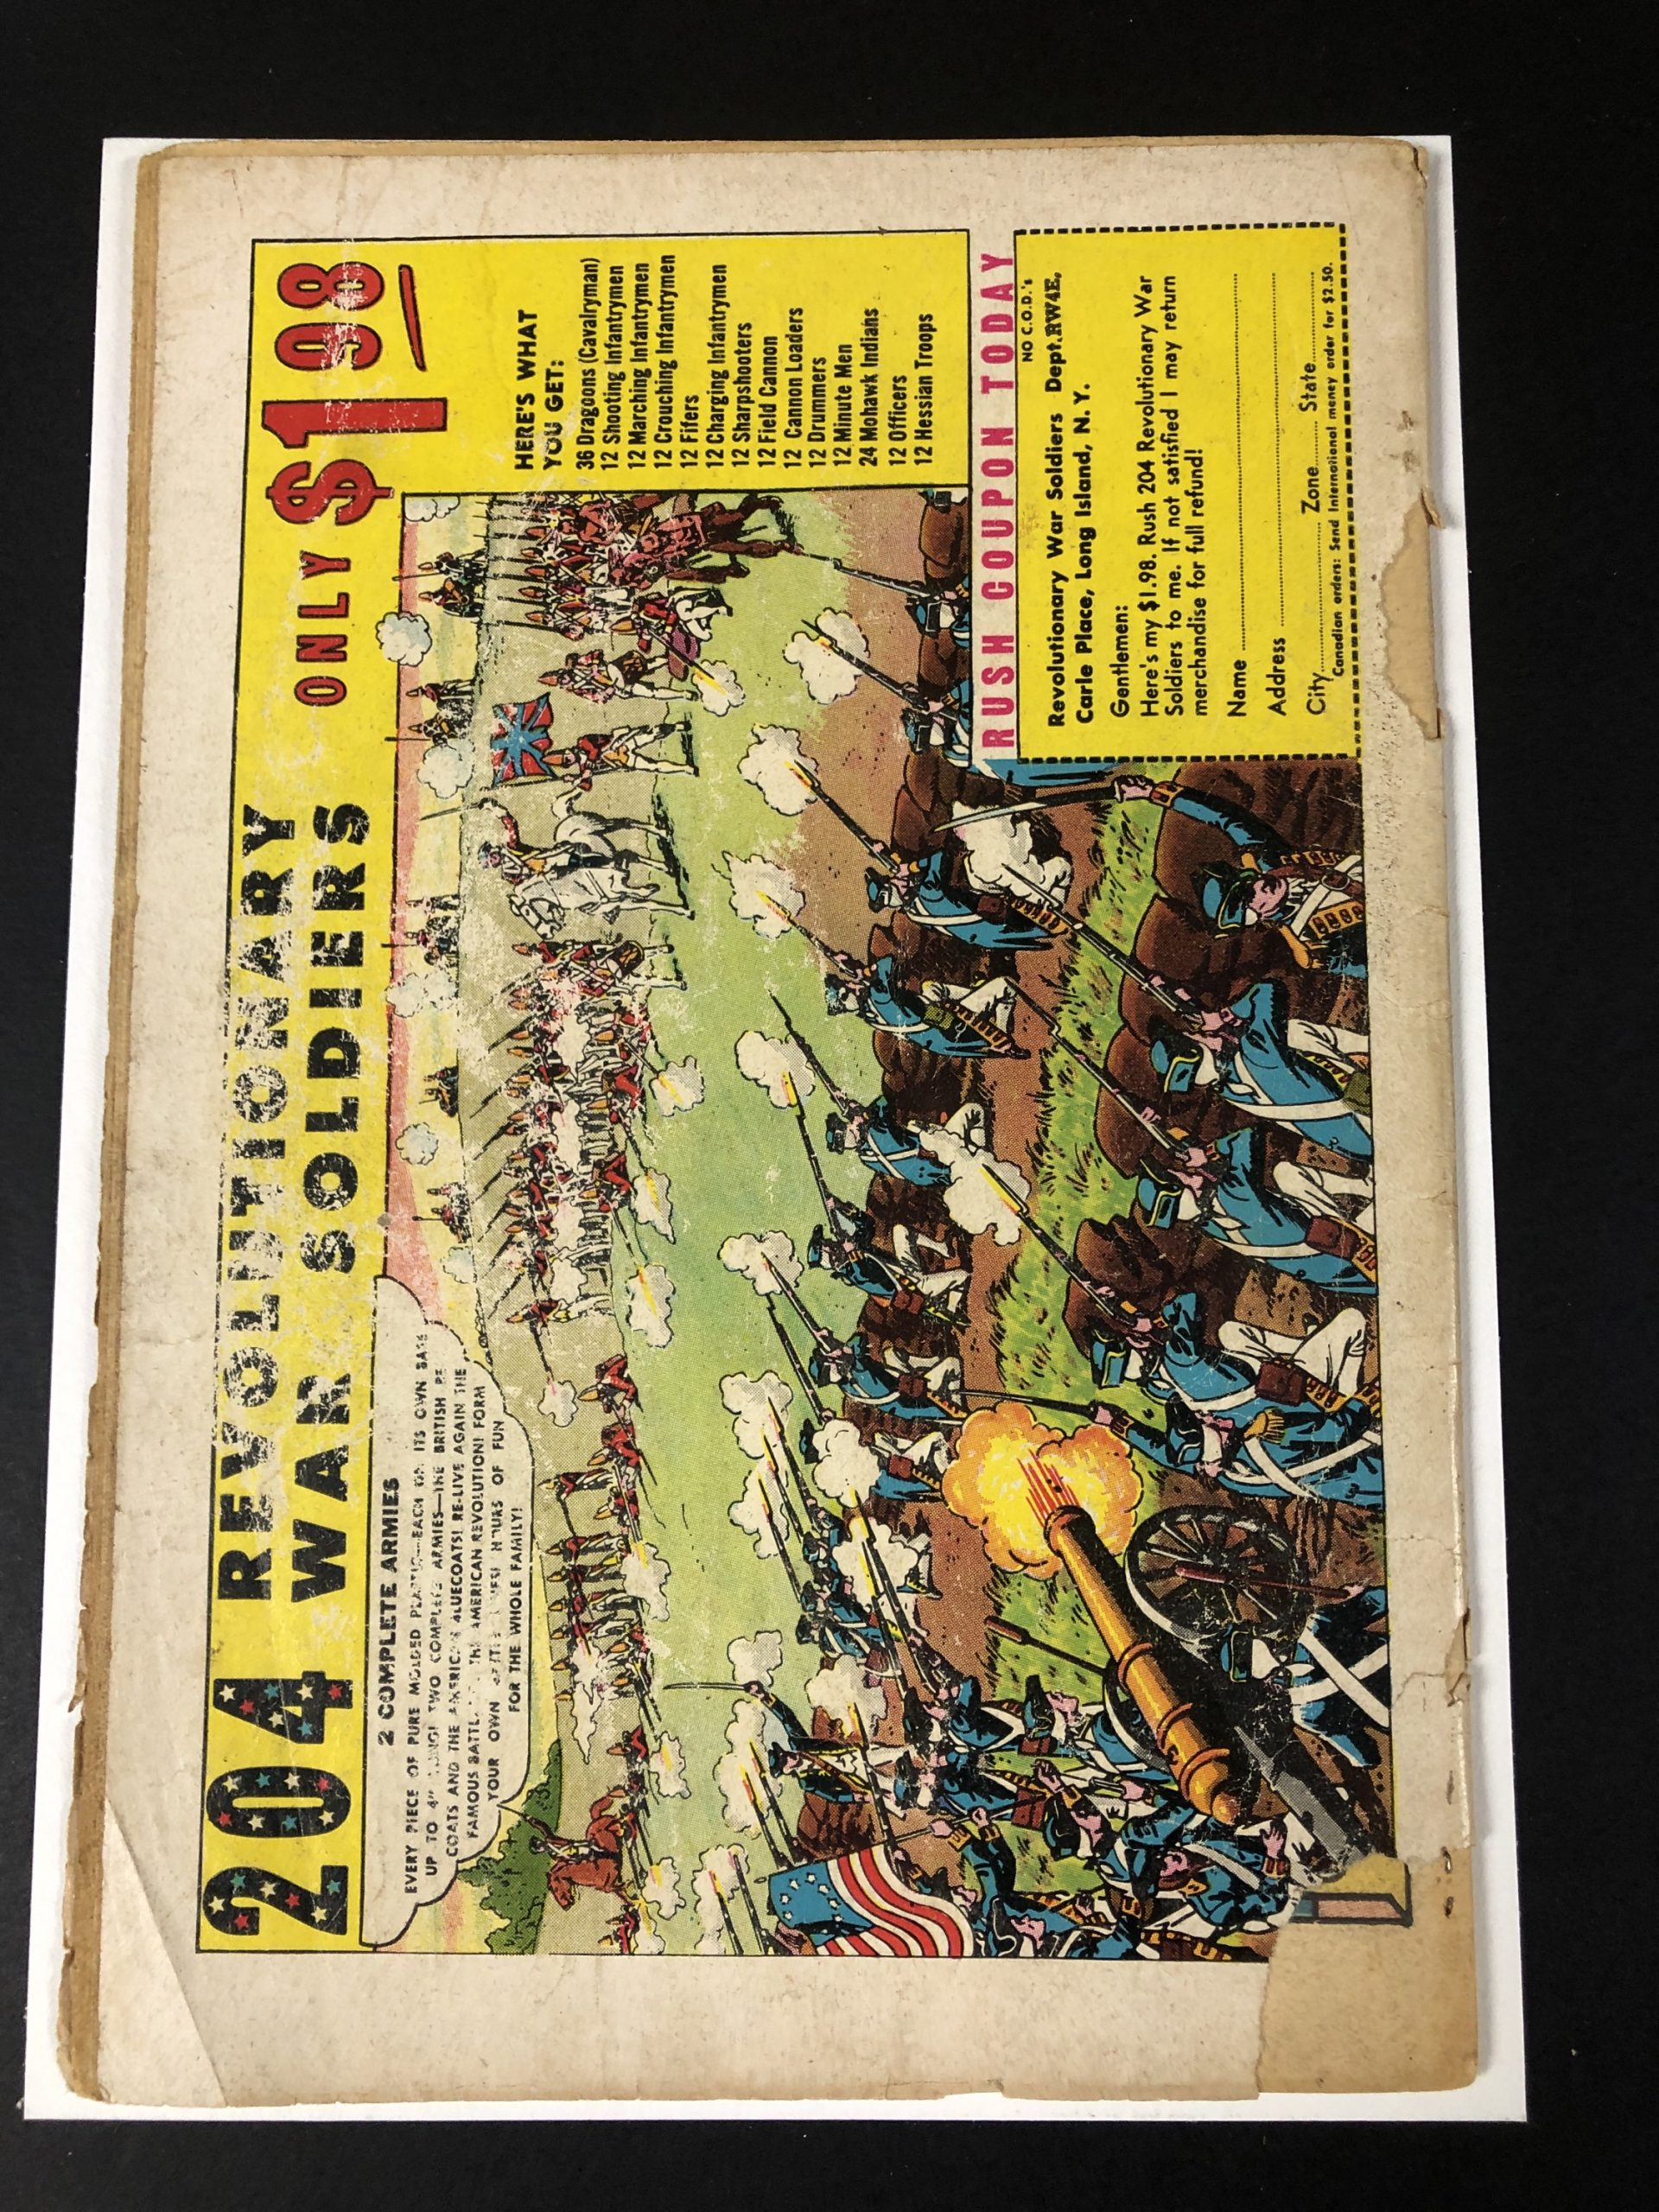 204 REVOLUTIONARY
WAR SOLDIERS ONLY $1.98
2 COMPLETE ARMIES
EVERY PIECE OF PURE MOLDED PLASTIC—EACH ON ITS OWN BASE
UP TO 4" LONG! TWO COMPLETE ARMIES—THE BRITISH RE
COATS AND THE AMERICAN BLUECOATS! RE-LIVE AGAIN THE
FAMOUS BATTL THE AMERICAN REVOLUTION! FORM
YOUR OWN BATTLE LINES! HOURS OF FUN
FOR THE WHOLE FAMILY!
HERE'S WHAT
YOU GET:
36 Dragoons (Cavalryman)
12 Shooting Infantrymen
12 Marching Infantrymen
12 Crouching Infantrymen
12 Fifers
12 Charging Infantrymen
12 Sharpshooters
12 Field Cannon
12 Cannon Loaders
12 Drummers
12 Minute Men
24 Mohawk Indians
12 Officers
12 Hessian Troops
RUSH COUPON TODAY
NO C.O.D.'s
Revolutionary War Soldiers Dept.RW4E,
Carle Place, Long Island, N. Y.
Gentlemen:
Here's my $1.98. Rush 204 Revolutionary War
Soldiers to me. If not satisfied I may return
merchandise for full refund!
Name
Address
City Zone State
Canadian orders: Send International money order for $2.50.